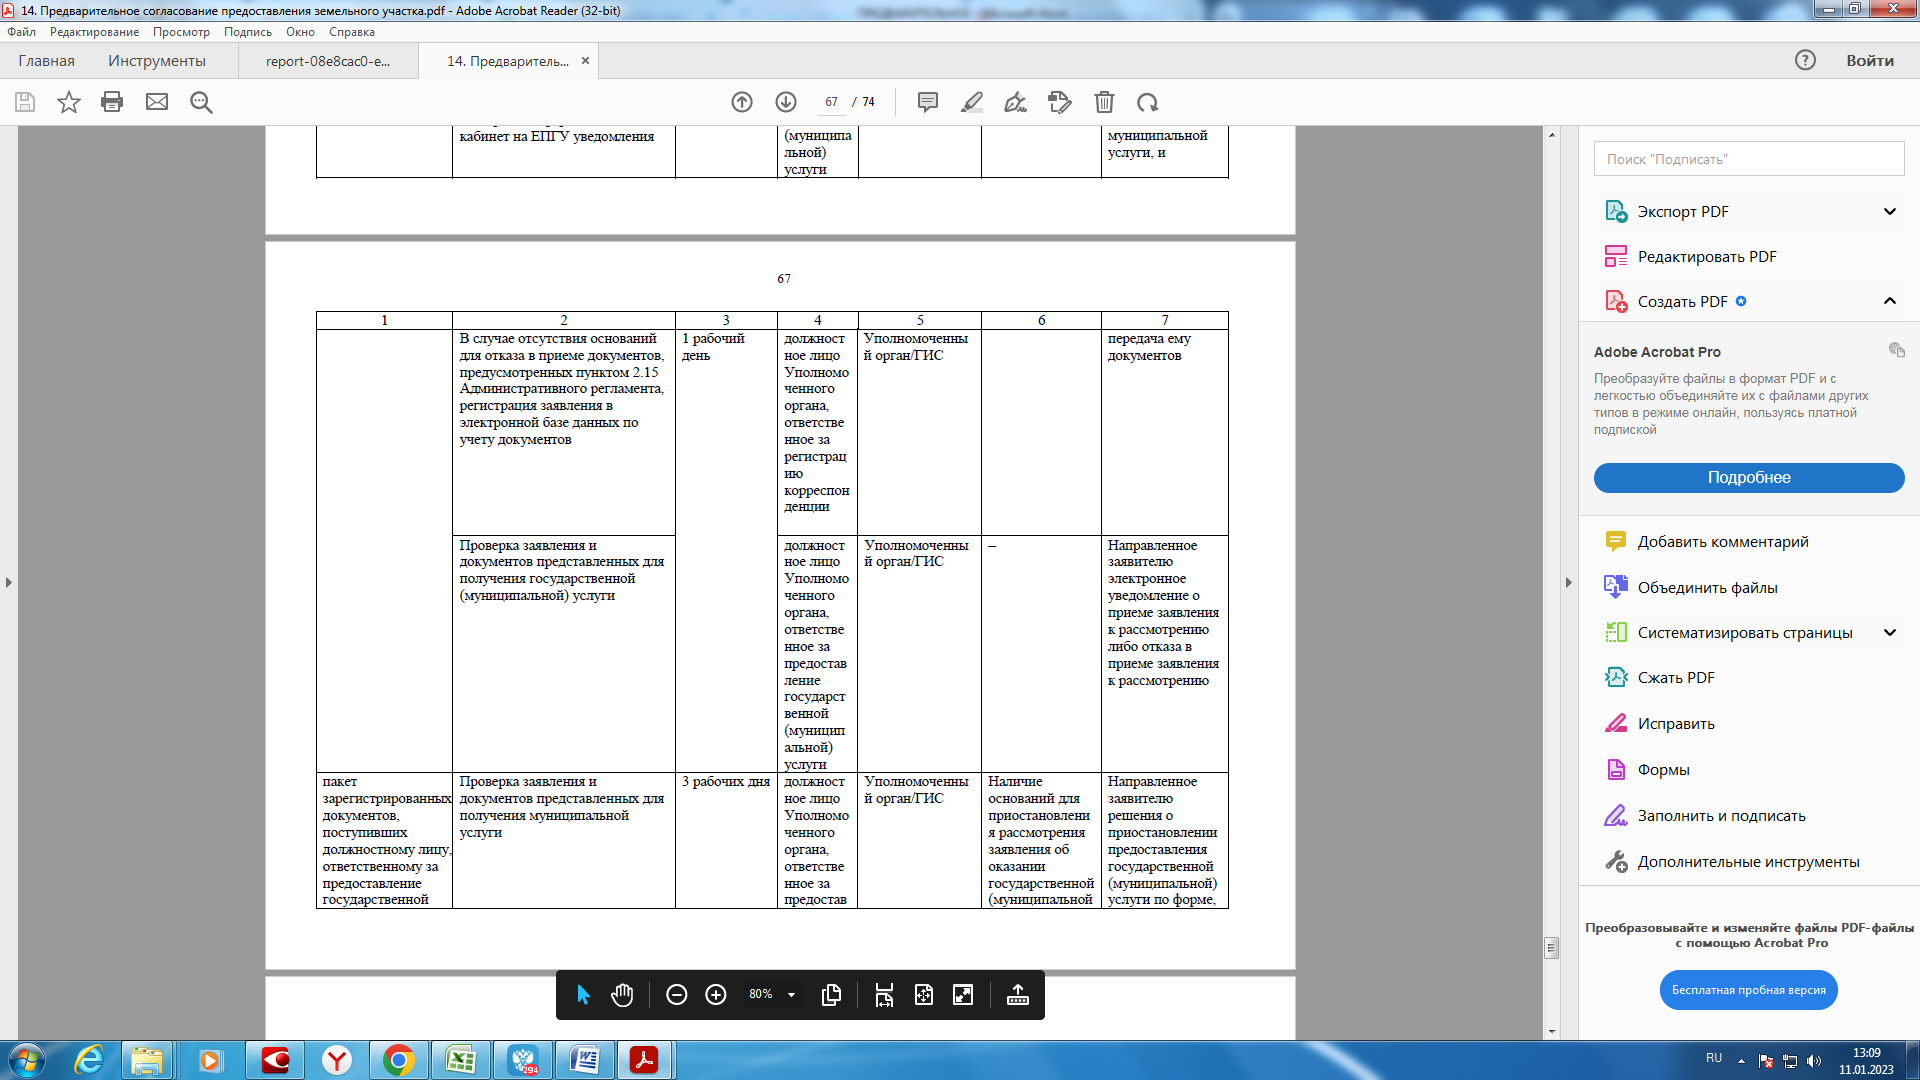 14. Предварительное согласование предоставления земельного участка.pdf - Adobe Acrobat Reader (32-bit)
Файл Редактирование Просмотр Подпись Окно Справка
Главная Инструменты report-08e8cac0-e... 14. Предваритель... Войти
67 / 74
кабинет на ЕПГУ уведомления
(муниципа
льной)
услуги
муниципальной
услуги, и
67
1 2 3 4 5 6 7
В случае отсутствия оснований
для отказа в приеме документов,
предусмотренных пунктом 2.15
Административного регламента,
регистрация заявления в
электронной базе данных по
учету документов
1 рабочий
день
должност
ное лицо
Уполномо
ченного
органа,
ответстве
нное за
регистрац
ию
корреспон
денции
Уполномоченны
й орган/ГИС
передача ему
документов
Проверка заявления и
документов представленных для
получения государственной
(муниципальной) услуги
должност
ное лицо
Уполномо
ченного
органа,
ответстве
нное за
предостав
ление
государст
венной
(муницип
альной)
услуги
Уполномоченны
й орган/ГИС
–
Направленное
заявителю
электронное
уведомление о
приеме заявления
к рассмотрению
либо отказа в
приеме заявления
к рассмотрению
пакет
зарегистрированных
документов,
поступивших
должностному лицу,
ответственному за
предоставление
государственной
Проверка заявления и
документов представленных для
получения муниципальной
услуги
3 рабочих дня
должност
ное лицо
Уполномо
ченного
органа,
ответстве
нное за
предостав
Уполномоченны
й орган/ГИС
Наличие
оснований для
приостановлени
я рассмотрения
заявления об
оказании
государственной
(муниципальной
Направленное
заявителю
решения о
приостановлении
предоставления
государственной
(муниципальной)
услуги по форме,
80%
Поиск "Подписать"
Экспорт PDF
Редактировать PDF
Создать PDF
Adobe Acrobat Pro
Преобразуйте файлы в формат PDF и с
легкостью объединяйте их с файлами других
типов в режиме онлайн, пользуясь платной
подпиской
Подробнее
Добавить комментарий
Объединить файлы
Систематизировать страницы
Сжать PDF
Исправить
Формы
Заполнить и подписать
Дополнительные инструменты
Преобразовывайте и изменяйте файлы PDF-файлы
с помощью Acrobat Pro
Бесплатная пробная версия
294
RU
13:09
11.01.2023